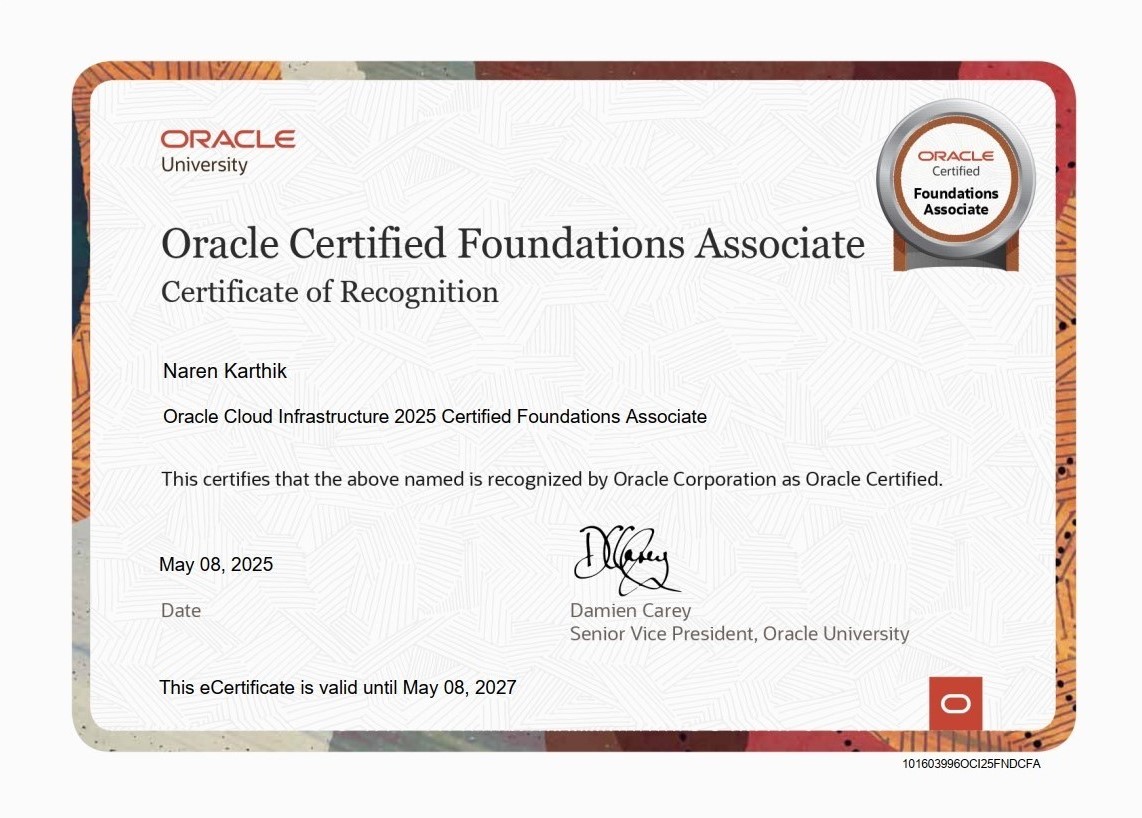 ORACLE
University
ORACLE
Certified
Foundations
Associate
Oracle Certified Foundations Associate
Certificate of Recognition
Naren Karthik
Oracle Cloud Infrastructure 2025 Certified Foundations Associate
This certifies that the above named is recognized by Oracle Corporation as Oracle Certified.
DCarey
May 08, 2025
Date
Damien Carey
Senior Vice President, Oracle University
This eCertificate is valid until May 08, 2027
101603996OCI25FNDCFA